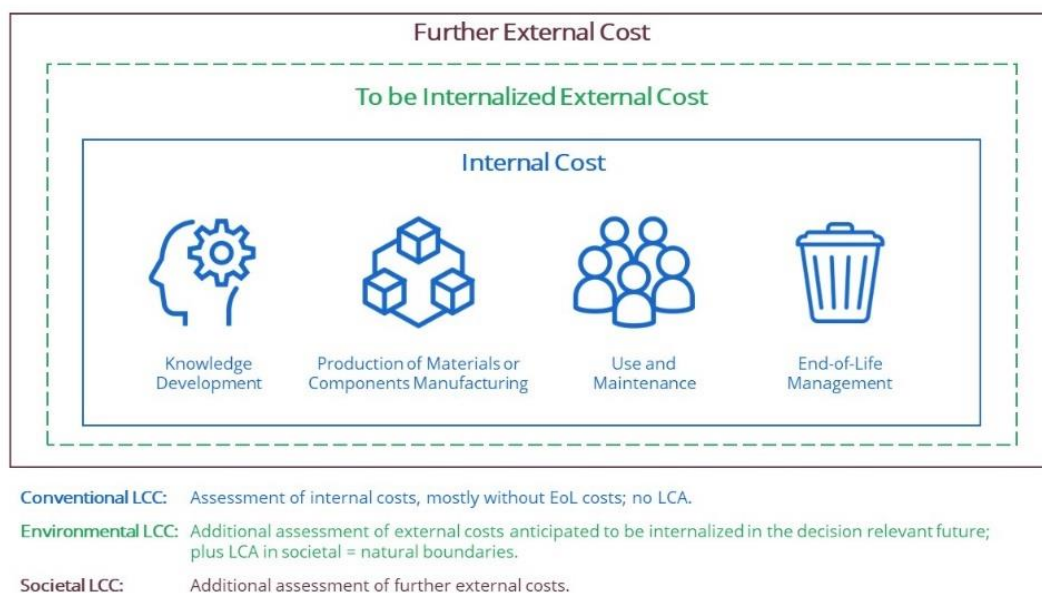 Further External Cost
To be Internalized External Cost
Internal Cost
Knowledge
Development
Production of Materials or
Components Manufacturing
Use and
Maintenance
End-of-Life
Management
Conventional LCC: Assessment of internal costs, mostly without EoL costs; no LCA.
Environmental LCC: Additional assessment of external costs anticipated to be internalized in the decision relevant future;
plus LCA in societal = natural boundaries.
Societal LCC: Additional assessment of further external costs.